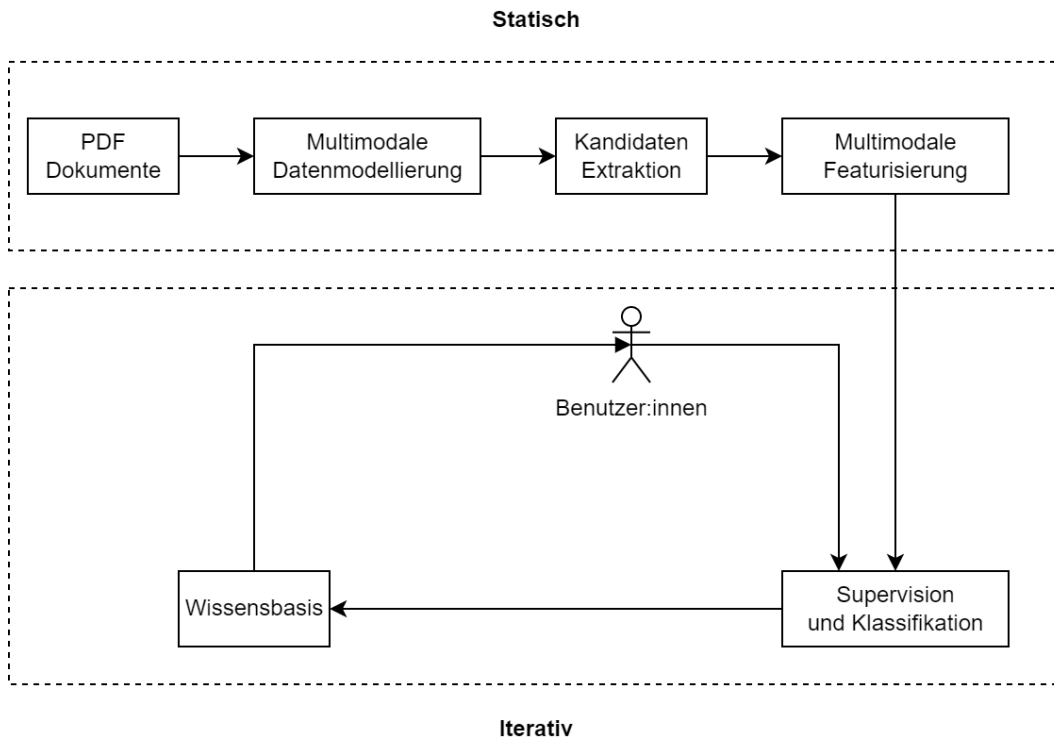 Statisch
PDF
Dokumente
Multimodale
Datenmodellierung
Kandidaten
Extraktion
Multimodale
Featurisierung
Benutzer:innen
Wissensbasis
Supervision
und Klassifikation
Iterativ